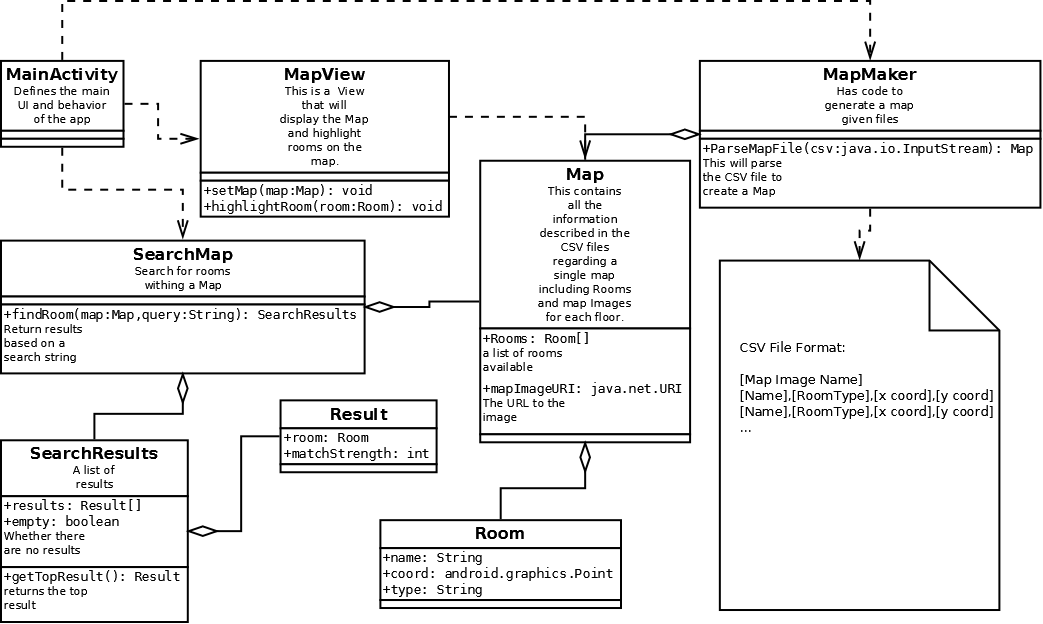 MainActivity
Defines the main
UI and behavior
of the app
MapView
This is a  View
that will
display the Map
and highlight
rooms on the
map.
+setMap(map:Map): void
+highlightRoom(room:Room): void
MapMaker
Has code to
generate a map
given files
+ParseMapFile(csv:java.io.InputStream): Map
This will parse
the CSV file to
create a Map
Map
This contains
all the
information
described in the
CSV files
regarding a
single map
including Rooms
and map Images
for each floor.
+Rooms: Room[]
a list of rooms
available
+mapImageURI: java.net.URI
The URL to the
image
SearchMap
Search for rooms
withing a Map
+findRoom(map:Map,query:String): SearchResults
Return results
based on a
search string
CSV File Format:
[Map Image Name]
[Name],[RoomType],[x coord],[y coord]
[Name],[RoomType],[x coord],[y coord]
...
Result
+room: Room
+matchStrength: int
SearchResults
A list of
results
+results: Result[]
+empty: boolean
Whether there
are no results
+getTopResult(): Result
returns the top
result
Room
+name: String
+coord: android.graphics.Point
+type: String